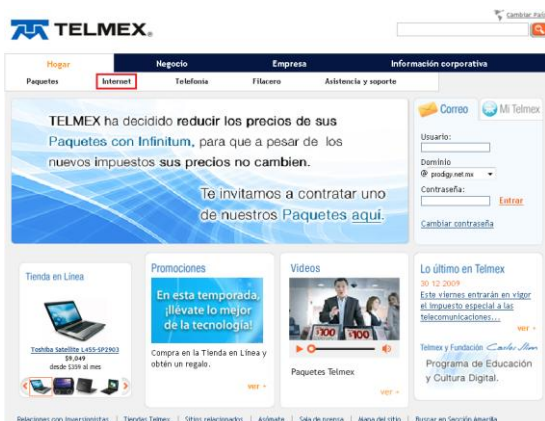 Cambiar País
TELMEX®
Hogar Negocio Empresa Información corporativa
Paquetes Internet Telefonía Filacero Asistencia y soporte
TELMEX ha decidido reducir los precios de sus
Paquetes con Infinitum, para que a pesar de los
nuevos impuestos sus precios no cambien.
Te invitamos a contratar uno
de nuestros Paquetes aquí.
Correo Mi Telmex
Usuario:
Dominio
@ prodigy.net.mx
Contraseña:
Entrar
Cambiar contraseña
Tienda en Línea
Toshiba Satellite L455-SP2903
$9,049
desde $359 al mes
Promociones
En esta temporada,
¡llévate lo mejor
de la tecnología!
Compra en la Tienda en Línea y
obtén un regalo.
ver
Videos
$100 $100
Paquetes Telmex
ver
Lo último en Telmex
30 12 2009
Este viernes entrarán en vigor
el impuesto especial a las
telecomunicaciones...
ver
Telmex y Fundación Carlos Slim
Programa de Educación
y Cultura Digital.
Relaciones con Inversionistas | Tiendas Telmex | Sitios relacionados | Asómate | Sala de prensa | Mapa del sitio | Buscar en Sección Amarilla